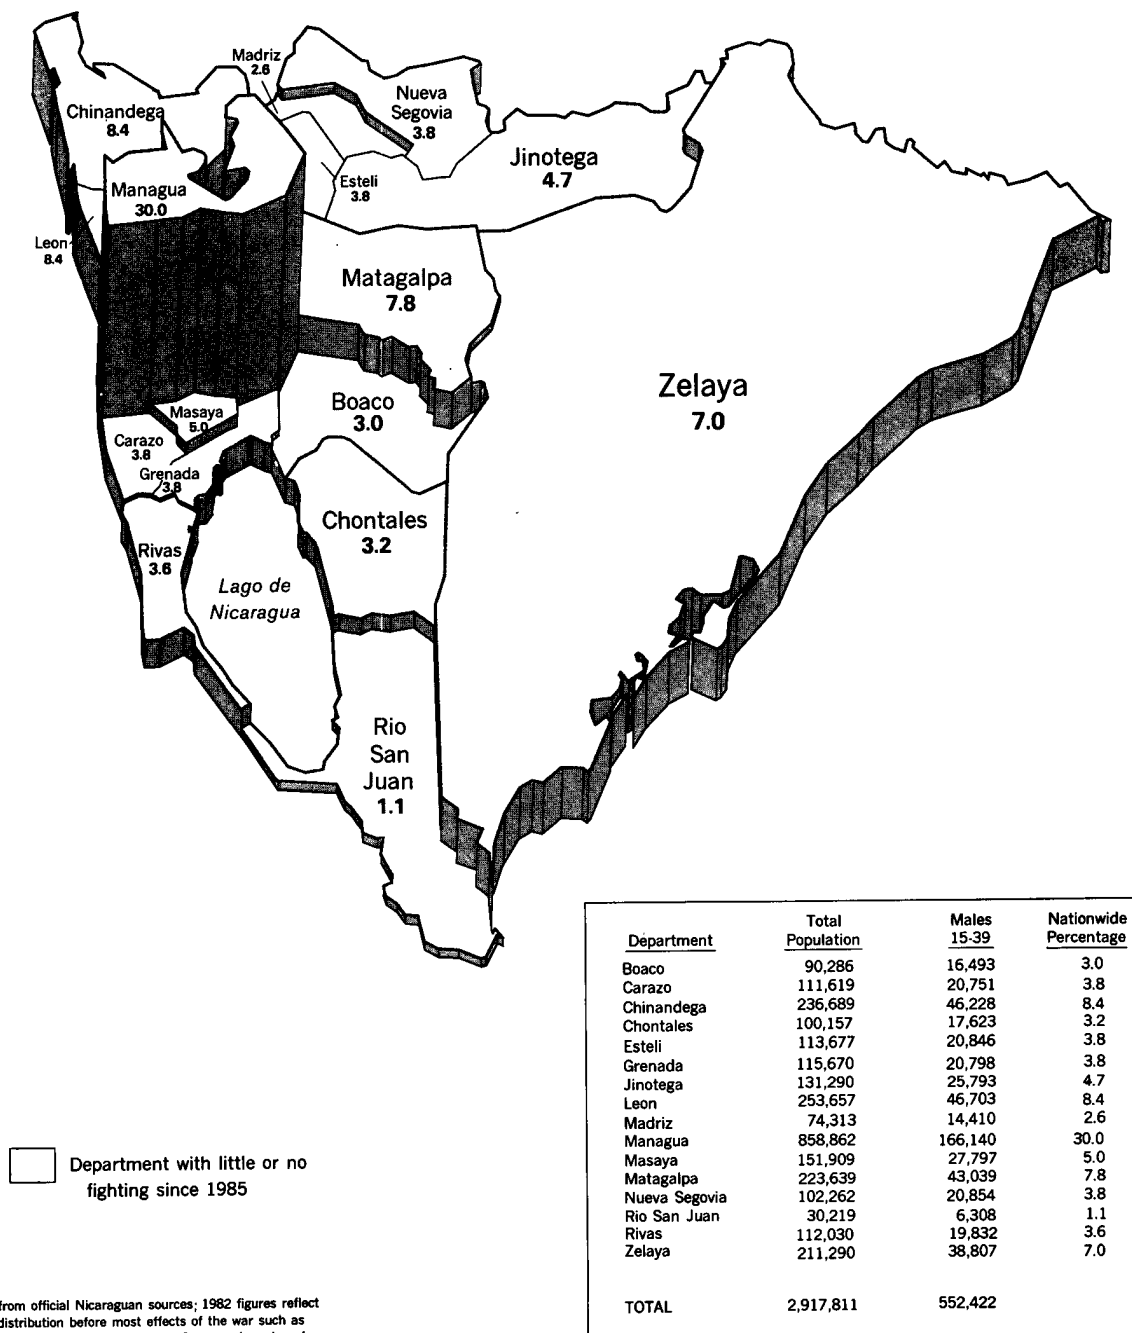 Madriz
2.6
Nueva
Segovia
3.8
Chinandega
8.4
Jinotega
4.7
Esteli
3.8
Managua
30.0
Leon
8.4
Matagalpa
7.8
Zelaya
7.0
Boaco
3.0
Masaya
5.0
Carazo
3.8
Grenada
3.8
Chontales
3.2
Rivas
3.6
Lago de
Nicaragua
Rio
San
Juan
1.1
Department Total Population Males 15-39 Nationwide Percentage
Boaco 90,286 16,493 3.0
Carazo 111,619 20,751 3.8
Chinandega 236,689 46,228 8.4
Chontales 100,157 17,623 3.2
Esteli 113,677 20,846 3.8
Grenada 115,670 20,798 3.8
Jinotega 131,290 25,793 4.7
Leon 253,657 46,703 8.4
Madriz 74,313 14,410 2.6
Managua 858,862 166,140 30.0
Masaya 151,909 27,797 5.0
Matagalpa 223,639 43,039 7.8
Nueva Segovia 102,262 20,854 3.8
Rio San Juan 30,219 6,308 1.1
Rivas 112,030 19,832 3.6
Zelaya 211,290 38,807 7.0
TOTAL 2,917,811 552,422
Department with little or no
fighting since 1985
from official Nicaraguan sources; 1982 figures reflect
distribution before most effects of the war such as